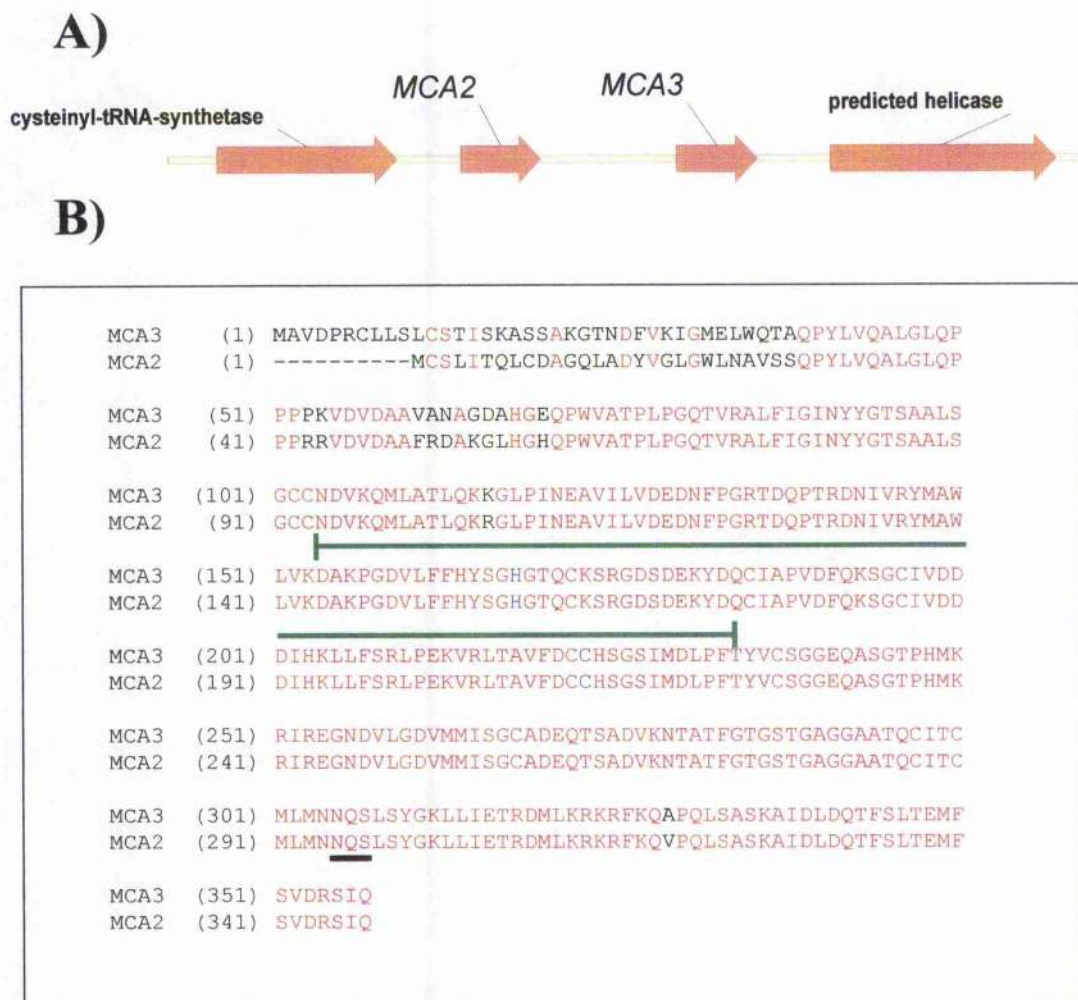 A)
MCA2 MCA3
cysteinyl-tRNA-synthetase predicted helicase
B)
MCA3 (1) MAVDPRCLLSLCSTISKASSAKGTNDFVKIGMELWQTAQPYLVQALGLQP
MCA2 (1) ----------MCSLITQLCDAGQLADYVGLGWLNAVSSQPYLVQALGLQP
MCA3 (51) PPPKVDVDAAVANAGDAHGEQPWVATPLPGQTVRALFIGINYYGTSAALS
MCA2 (41) PPRRVDVDAAFRDAKGLHGHQPWVATPLPGQTVRALFIGINYYGTSAALS
MCA3 (101) GCCNDVKQMLATLQKKGLPINEAVILVDEDNFPGRTDQPTRDNIVRYMAW
MCA2 (91) GCCNDVKQMLATLQKRGLPINEAVILVDEDNFPGRTDQPTRDNIVRYMAW
MCA3 (151) LVKDAKPGDVLFFHYSGHGTQCKSRGDSDEKYDQCIAPVDFQKSGCIVDD
MCA2 (141) LVKDAKPGDVLFFHYSGHGTQCKSRGDSDEKYDQCIAPVDFQKSGCIVDD
MCA3 (201) DIHKLLFSRLPEKVRLTAVFDCCHSGSIMDLPFTYVCSGGEQASGTPHMK
MCA2 (191) DIHKLLFSRLPEKVRLTAVFDCCHSGSIMDLPFTYVCSGGEQASGTPHMK
MCA3 (251) RIREGNDVLGDVMMISGCADEQTSADVKNTATFGTGSTGAGGAATQCITC
MCA2 (241) RIREGNDVLGDVMMISGCADEQTSADVKNTATFGTGSTGAGGAATQCITC
MCA3 (301) MLMNNQSLSYGKLLIETRDMLKRKRFKQAPQLSASKAIDLDQTFSLTEMF
MCA2 (291) MLMNNQSLSYGKLLIETRDMLKRKRFKQVPQLSASKAIDLDQTFSLTEMF
MCA3 (351) SVDRSIQ
MCA2 (341) SVDRSIQ